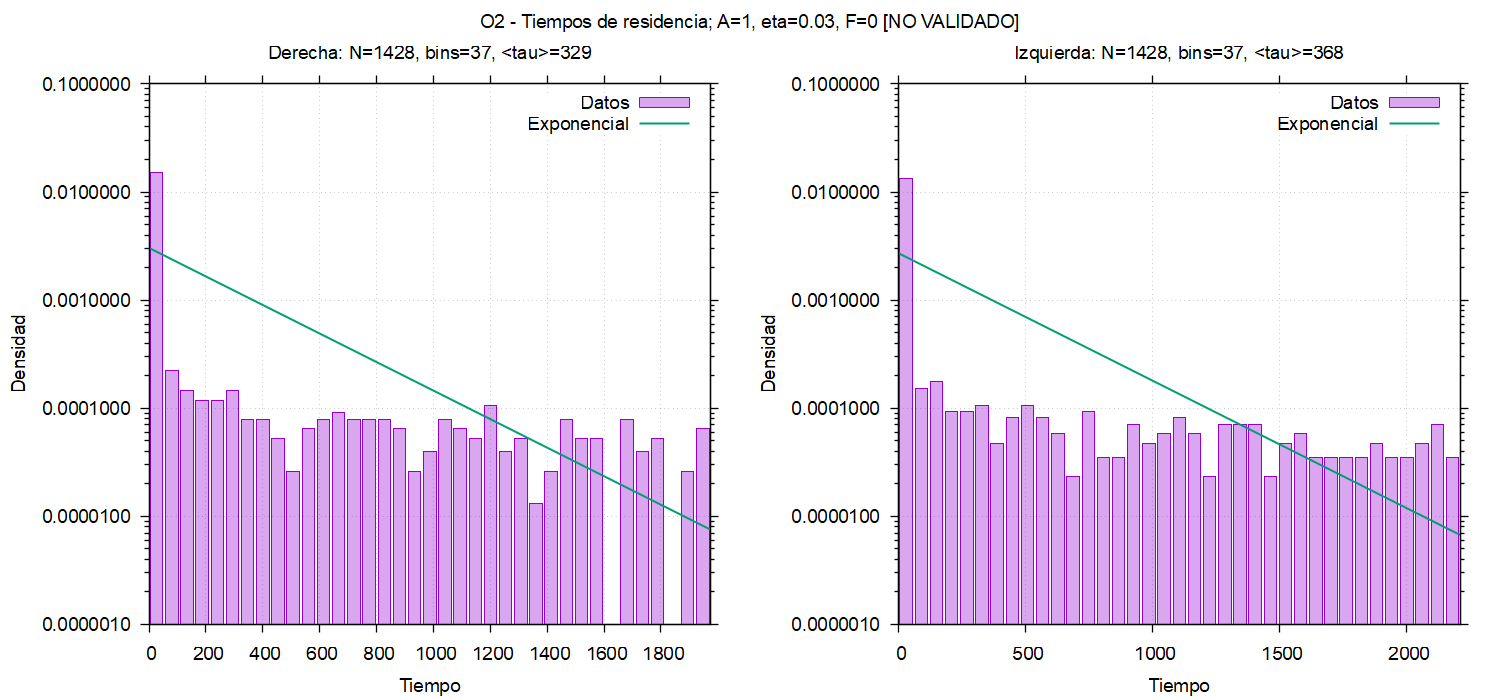 O2 - Tiempos de residencia; A=1, eta=0.03, F=0 [NO VALIDADO]
Derecha: N=1428, bins=37, <tau>=329
0.1000000
0.0100000
0.0010000
0.0001000
0.0000100
0.0000010
Densidad
Datos
Exponencial
0 200 400 600 800 1000 1200 1400 1600 1800
Tiempo
Izquierda: N=1428, bins=37, <tau>=368
0.1000000
0.0100000
0.0010000
0.0001000
0.0000100
0.0000010
Densidad
Datos
Exponencial
0 500 1000 1500 2000
Tiempo